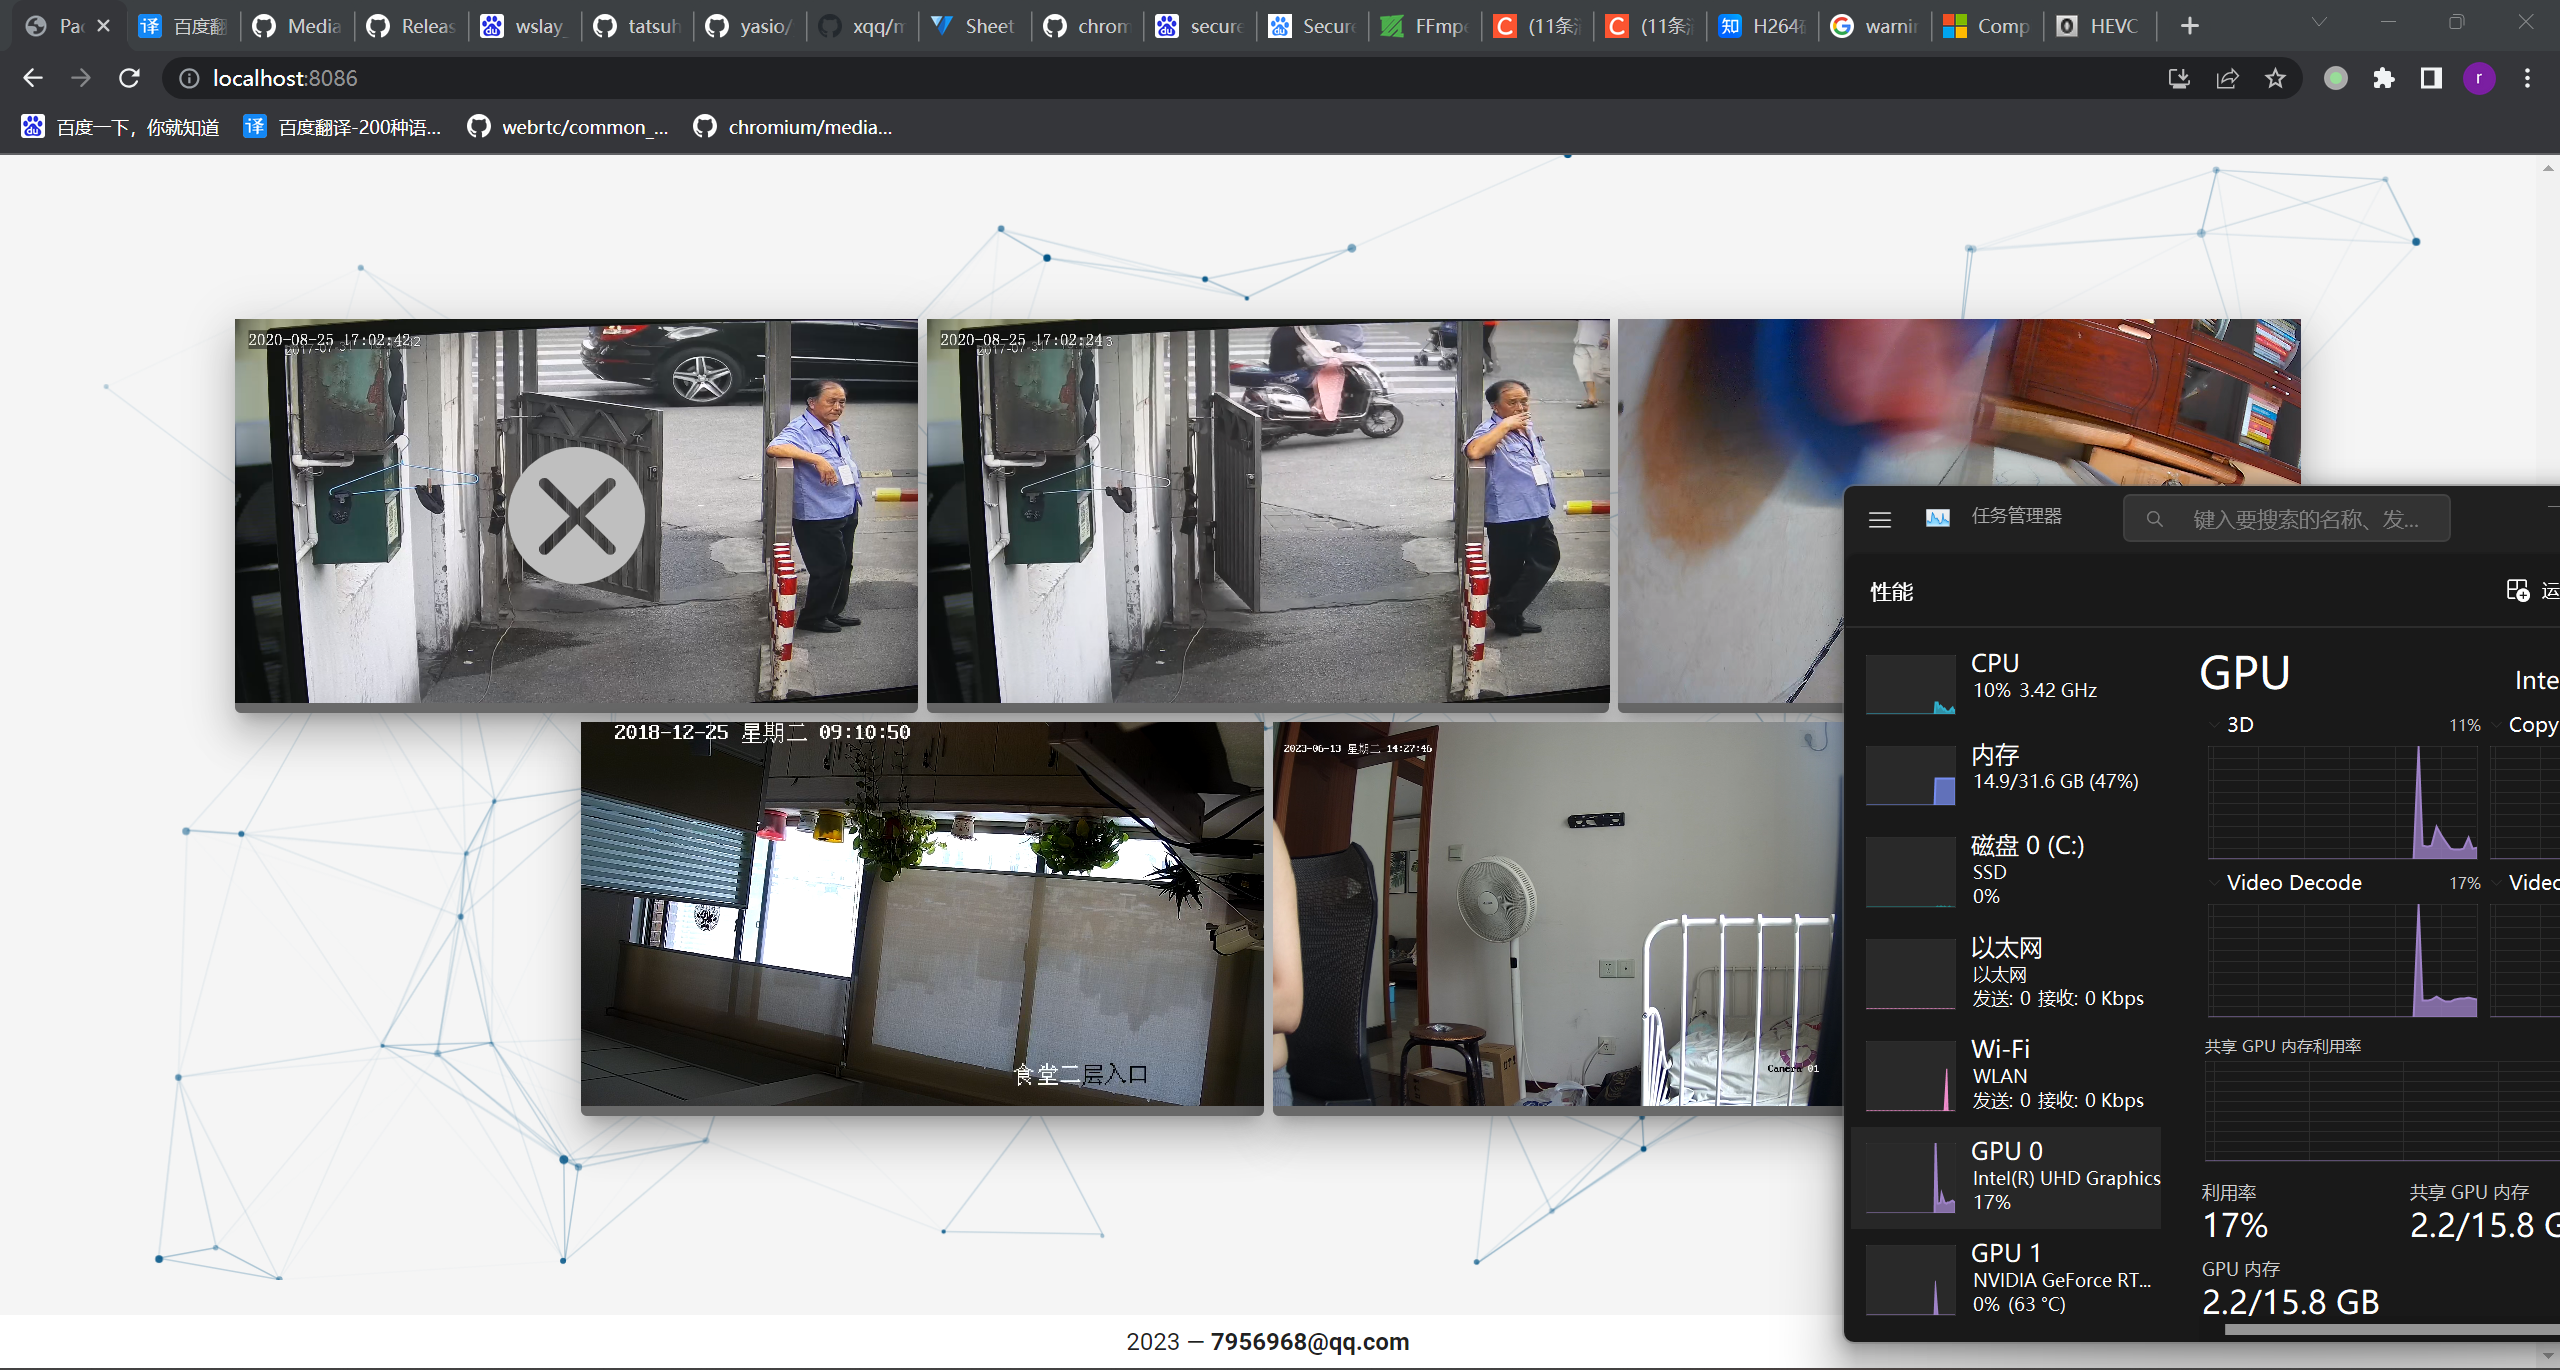 Pac
百度翻
Media
Releas
wslay_
tatsuh
yasio/
xqq/m
Sheet
chrom
secure
Secure
FFmpe
(11条消
(11条消
H264
warnin
Comp
HEVC
localhost:8086
r
百度一下，你就知道
百度翻译-200种语...
webrtc/common_...
chromium/media...
2020-08-25 17:02:42
2020-08-25 17:02:24
2018-12-25 星期二 09:10:50
食堂二层入口
2023-06-13 星期二 14:27:46
Camera 01
任务管理器
键入要搜索的名称、发...
性能
运
CPU
10% 3.42 GHz
内存
14.9/31.6 GB (47%)
磁盘 0 (C:)
SSD
0%
以太网
以太网
发送: 0 接收: 0 Kbps
Wi-Fi
WLAN
发送: 0 接收: 0 Kbps
GPU 0
Intel(R) UHD Graphics
17%
GPU 1
NVIDIA GeForce RT...
0% (63 °C)
GPU
Inte
3D 11%
Copy
Video Decode 17%
Video
共享 GPU 内存利用率
利用率
17%
共享 GPU 内存
2.2/15.8 G
GPU 内存
2.2/15.8 GB
2023 — 7956968@qq.com